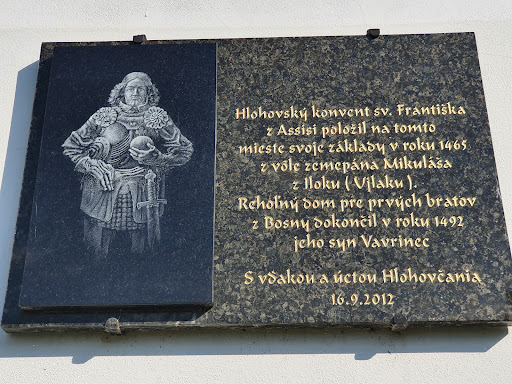 Hlohovský konvent sv. Františka
z Assisi položil na tomto
mieste svoje základy v roku 1465
z vôle zemepána Mikuláša
z Iloku ( Ujlaku ).
Rehoľný dom pre prvých bratov
z Bosny dokončil v roku 1492
jeho syn Vavrinec
S vďakou a úctou Hlohovčania
16.9.2012